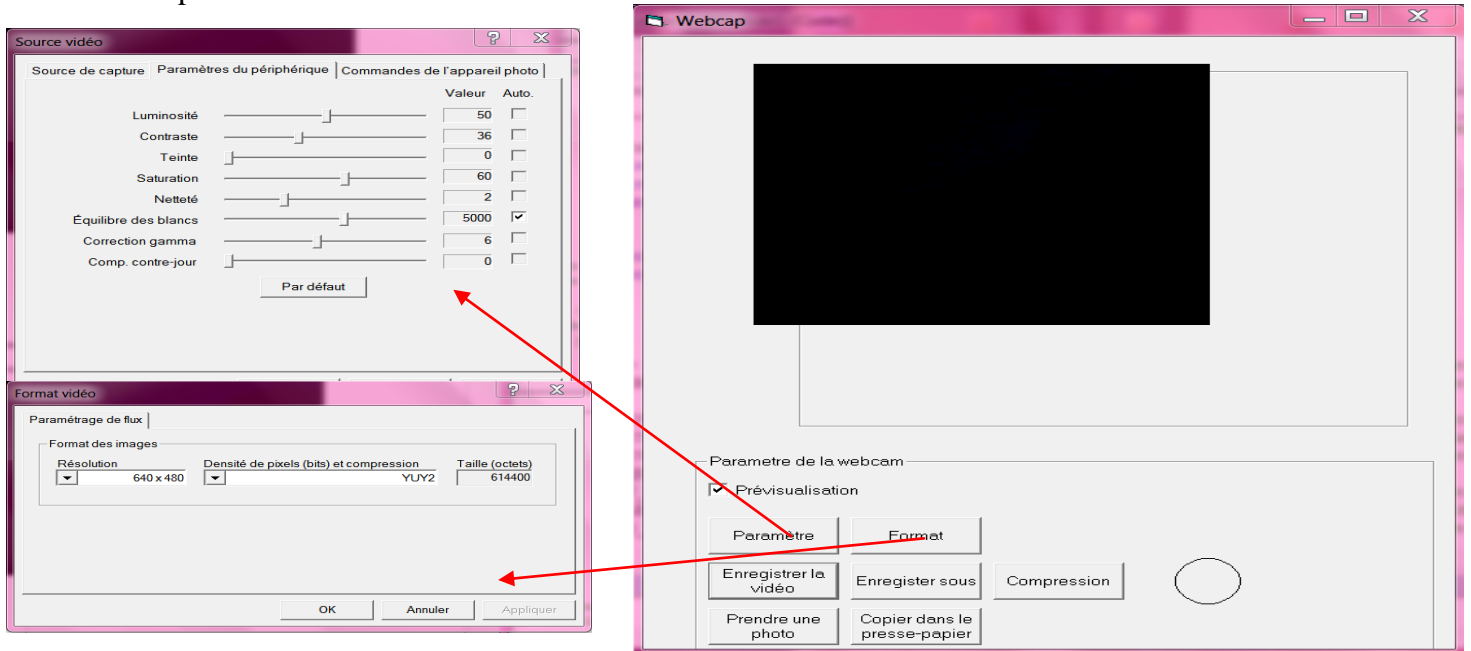 Source vidéo
Source de capture Paramètres du périphérique Commandes de l'appareil photo
Valeur Auto.
Luminosité 50
Contraste 36
Teinte 0
Saturation 60
Netteté 2
Équilibre des blancs 5000
Correction gamma 6
Comp. contre-jour 0
Par défaut
Format vidéo
Paramétrage de flux
Format des images
Résolution Densité de pixels (bits) et compression Taille (octets)
640 x 480 YUY2 614400
OK Annuler Appliquer
Webcap
Parametre de la webcam
Prévisualisation
Paramètre Format
Enregistrer la
vidéo
Enregister sous
Compression
Prendre une
photo
Copier dans le
presse-papier